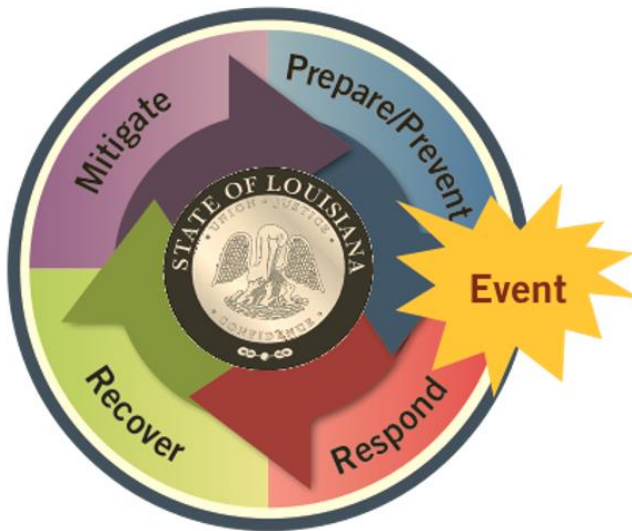 Mitigate
Prepare/Prevent
Event
Respond
Recover
STATE OF LOUISIANA
UNION · JUSTICE
CONFIDENCE